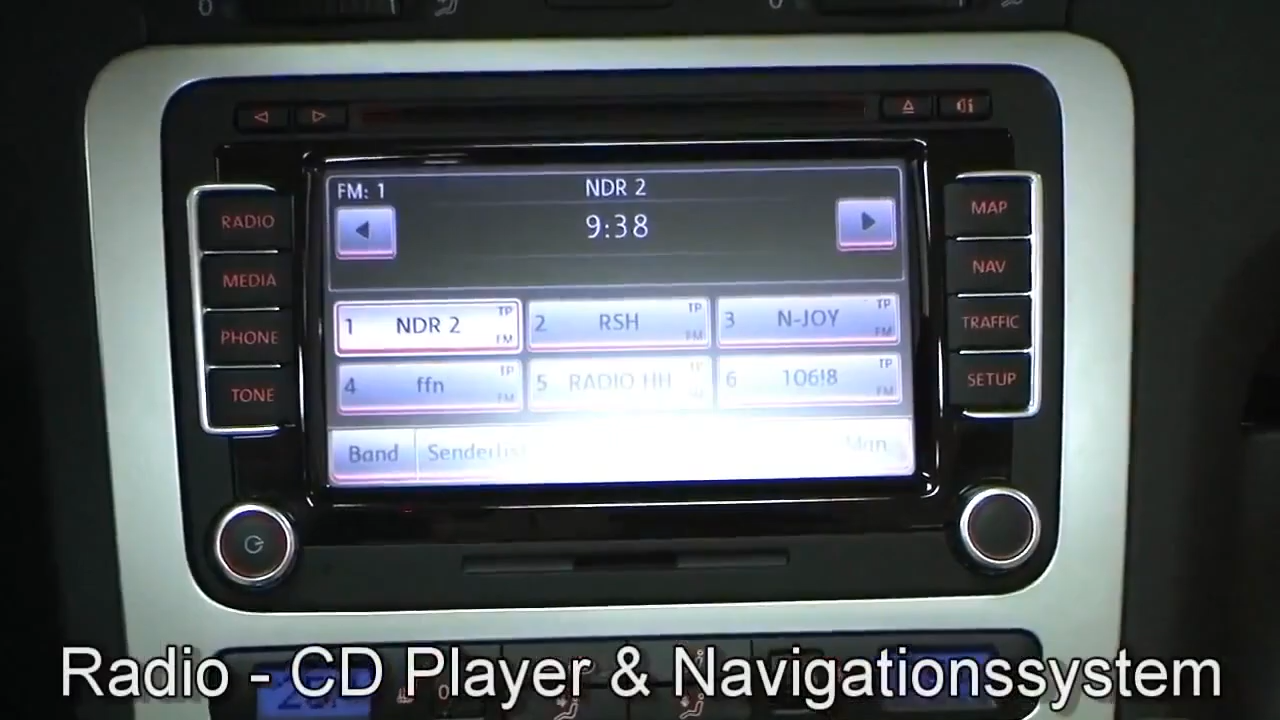 FM: 1
NDR 2
9:38
RADIO
MEDIA
PHONE
TONE
MAP
NAV
TRAFFIC
SETUP
1 NDR 2 TP FM
2 RSH TP FM
3 N-JOY TP FM
4 ffn TP FM
5 RADIO HH TP
6 106!8 TP FM
Band
Man
Radio - CD Player & Navigationssystem